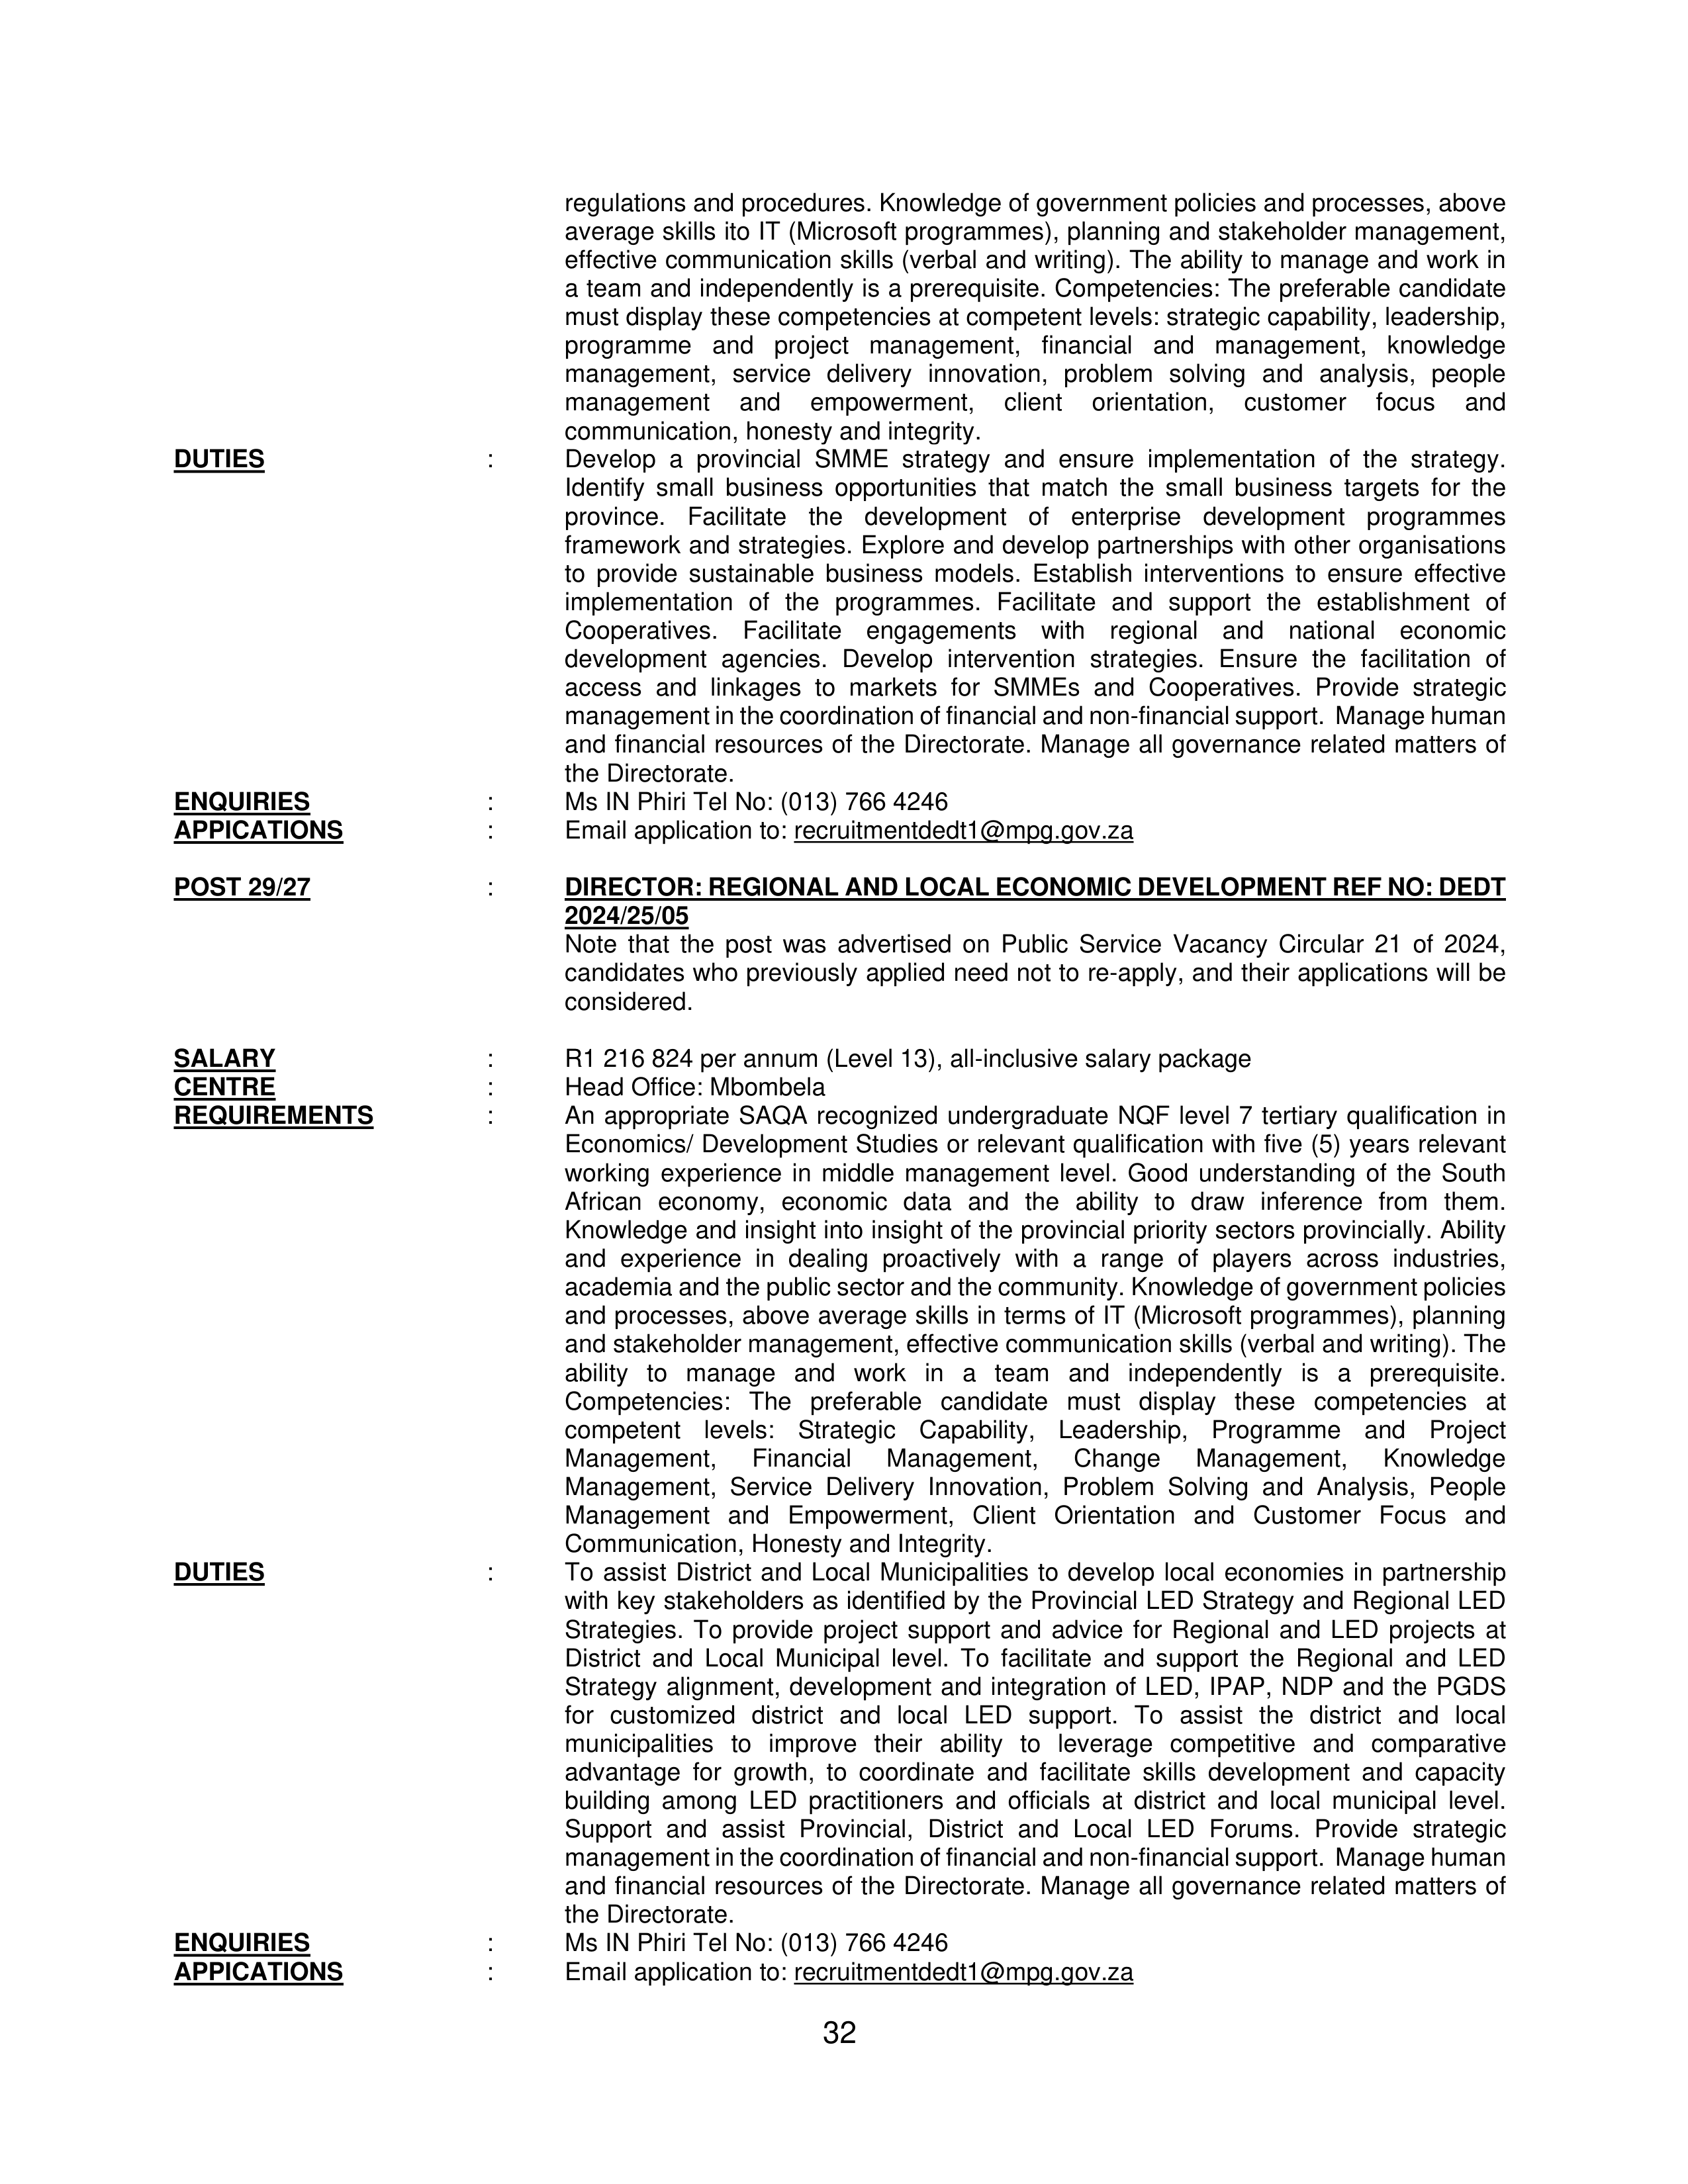 regulations and procedures. Knowledge of government policies and processes, above
average skills ito IT (Microsoft programmes), planning and stakeholder management,
effective communication skills (verbal and writing). The ability to manage and work in
a team and independently is a prerequisite. Competencies: The preferable candidate
must display these competencies at competent levels: strategic capability, leadership,
programme and project management, financial and management, knowledge
management, service delivery innovation, problem solving and analysis, people
management and empowerment, client orientation, customer focus and
communication, honesty and integrity.
DUTIES : Develop a provincial SMME strategy and ensure implementation of the strategy.
Identify small business opportunities that match the small business targets for the
province. Facilitate the development of enterprise development programmes
framework and strategies. Explore and develop partnerships with other organisations
to provide sustainable business models. Establish interventions to ensure effective
implementation of the programmes. Facilitate and support the establishment of
Cooperatives. Facilitate engagements with regional and national economic
development agencies. Develop intervention strategies. Ensure the facilitation of
access and linkages to markets for SMMEs and Cooperatives. Provide strategic
management in the coordination of financial and non-financial support. Manage human
and financial resources of the Directorate. Manage all governance related matters of
the Directorate.
ENQUIRIES : Ms IN Phiri Tel No: (013) 766 4246
APPICATIONS : Email application to: recruitmentdedt1@mpg.gov.za
POST 29/27 : DIRECTOR: REGIONAL AND LOCAL ECONOMIC DEVELOPMENT REF NO: DEDT
2024/25/05
Note that the post was advertised on Public Service Vacancy Circular 21 of 2024,
candidates who previously applied need not to re-apply, and their applications will be
considered.
SALARY : R1 216 824 per annum (Level 13), all-inclusive salary package
CENTRE : Head Office: Mbombela
REQUIREMENTS : An appropriate SAQA recognized undergraduate NQF level 7 tertiary qualification in
Economics/ Development Studies or relevant qualification with five (5) years relevant
working experience in middle management level. Good understanding of the South
African economy, economic data and the ability to draw inference from them.
Knowledge and insight into insight of the provincial priority sectors provincially. Ability
and experience in dealing proactively with a range of players across industries,
academia and the public sector and the community. Knowledge of government policies
and processes, above average skills in terms of IT (Microsoft programmes), planning
and stakeholder management, effective communication skills (verbal and writing). The
ability to manage and work in a team and independently is a prerequisite.
Competencies: The preferable candidate must display these competencies at
competent levels: Strategic Capability, Leadership, Programme and Project
Management, Financial Management, Change Management, Knowledge
Management, Service Delivery Innovation, Problem Solving and Analysis, People
Management and Empowerment, Client Orientation and Customer Focus and
Communication, Honesty and Integrity.
DUTIES : To assist District and Local Municipalities to develop local economies in partnership
with key stakeholders as identified by the Provincial LED Strategy and Regional LED
Strategies. To provide project support and advice for Regional and LED projects at
District and Local Municipal level. To facilitate and support the Regional and LED
Strategy alignment, development and integration of LED, IPAP, NDP and the PGDS
for customized district and local LED support. To assist the district and local
municipalities to improve their ability to leverage competitive and comparative
advantage for growth, to coordinate and facilitate skills development and capacity
building among LED practitioners and officials at district and local municipal level.
Support and assist Provincial, District and Local LED Forums. Provide strategic
management in the coordination of financial and non-financial support. Manage human
and financial resources of the Directorate. Manage all governance related matters of
the Directorate.
ENQUIRIES : Ms IN Phiri Tel No: (013) 766 4246
APPICATIONS : Email application to: recruitmentdedt1@mpg.gov.za
32